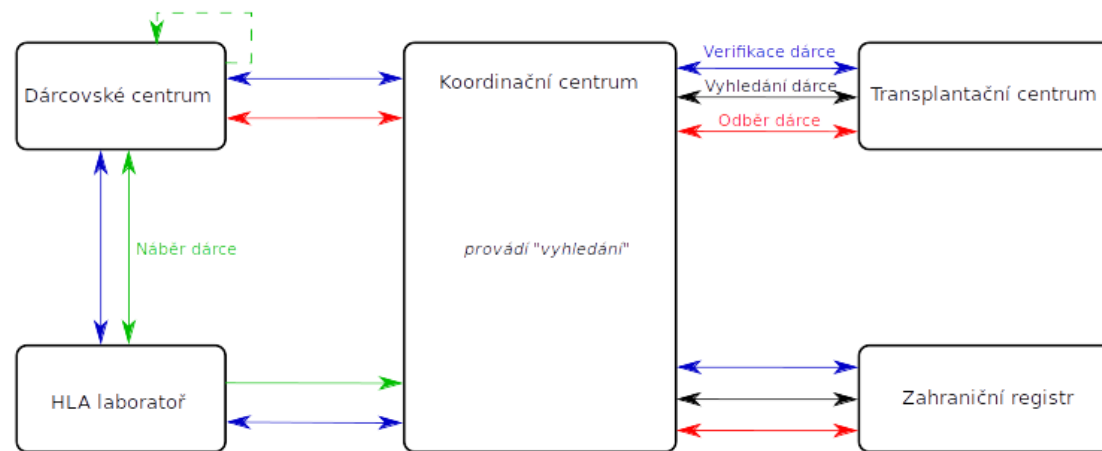 Dárcovské centrum
Koordinační centrum
Verifikace dárce
Vyhledání dárce
Odběr dárce
Transplantační centrum
Náběr dárce
provádí "vyhledání"
HLA laboratoř
Zahraniční registr